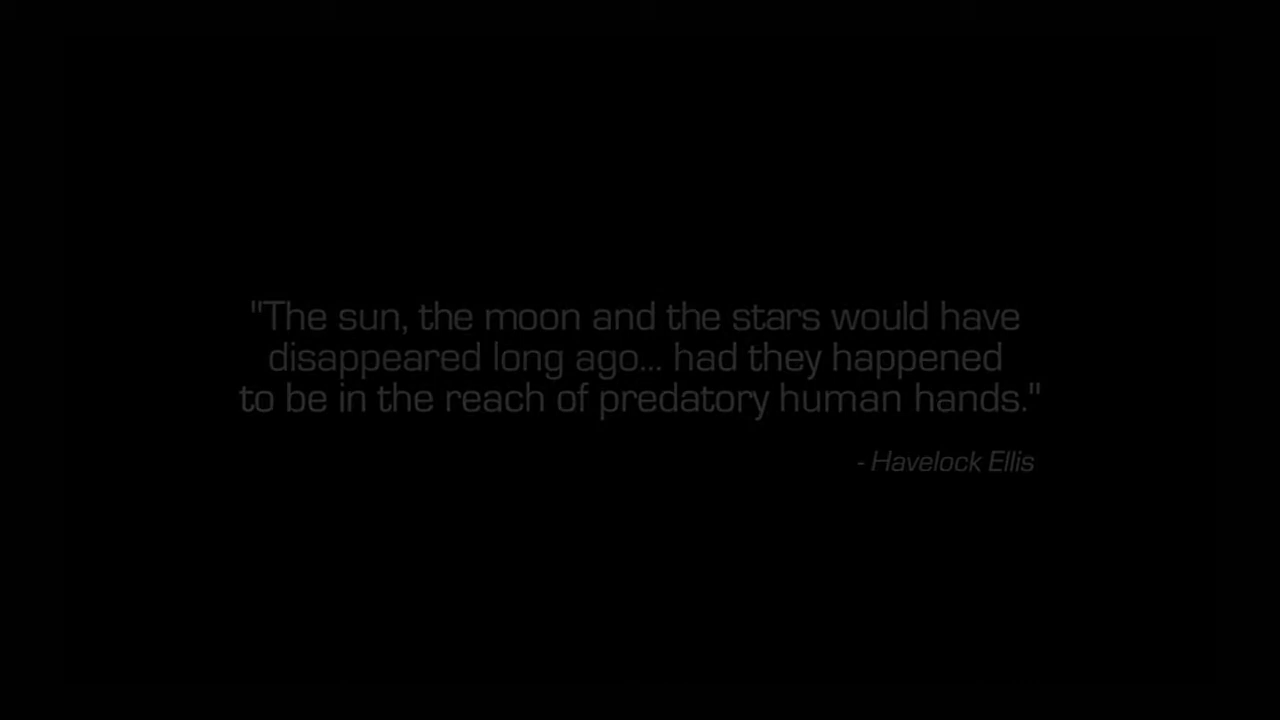 "The sun, the moon and the stars would have
disappeared long ago... had they happened
to be in the reach of predatory human hands."
- Havelock Ellis